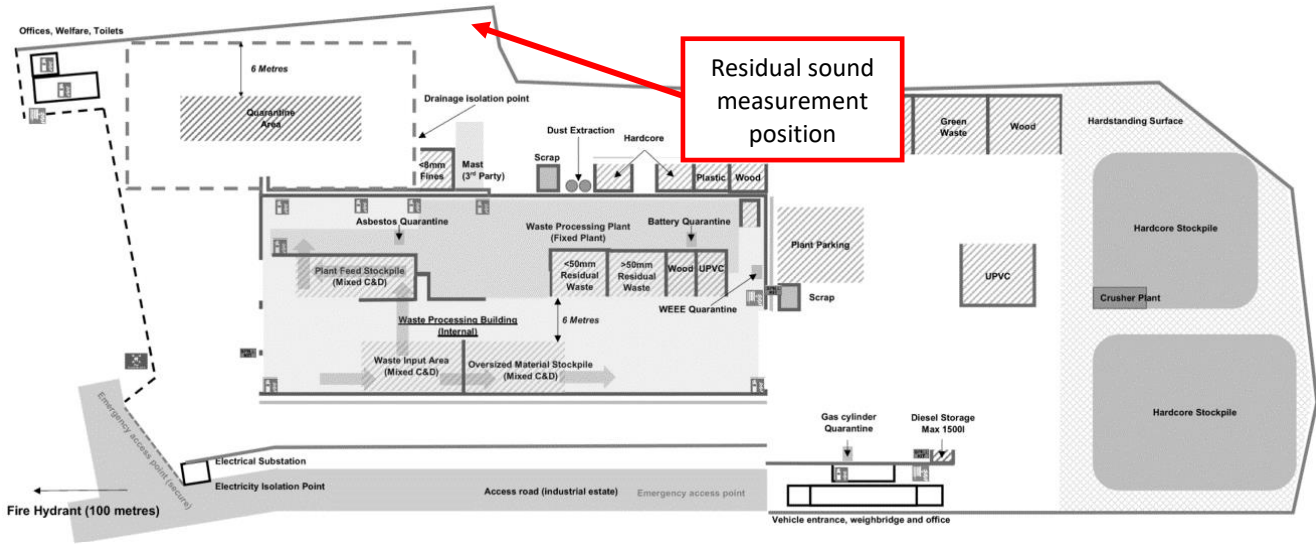 Offices, Welfare, Toilets
6 Metres
Quarantine
Area
Drainage isolation point
Residual sound
measurement
position
<8mm
Fines
Mast
(3rd Party)
Scrap
Dust Extraction
Hardcore
Plastic
Wood
Green
Waste
Wood
Hardstanding Surface
Asbestos Quarantine
Waste Processing Plant
(Fixed Plant)
Battery Quarantine
Plant Feed Stockpile
(Mixed C&D)
<50mm
Residual
Waste
>50mm
Residual
Waste
Wood
UPVC
WEEE Quarantine
Plant Parking
Scrap
UPVC
Hardcore Stockpile
Crusher Plant
Waste Processing Building
(Internal)
6 Metres
Waste Input Area
(Mixed C&D)
Oversized Material Stockpile
(Mixed C&D)
Hardcore Stockpile
Emergency access point (secure)
Gas cylinder
Quarantine
Diesel Storage
Max 1500l
Electrical Substation
Electricity Isolation Point
Access road (industrial estate)
Emergency access point
Fire Hydrant (100 metres)
Vehicle entrance, weighbridge and office